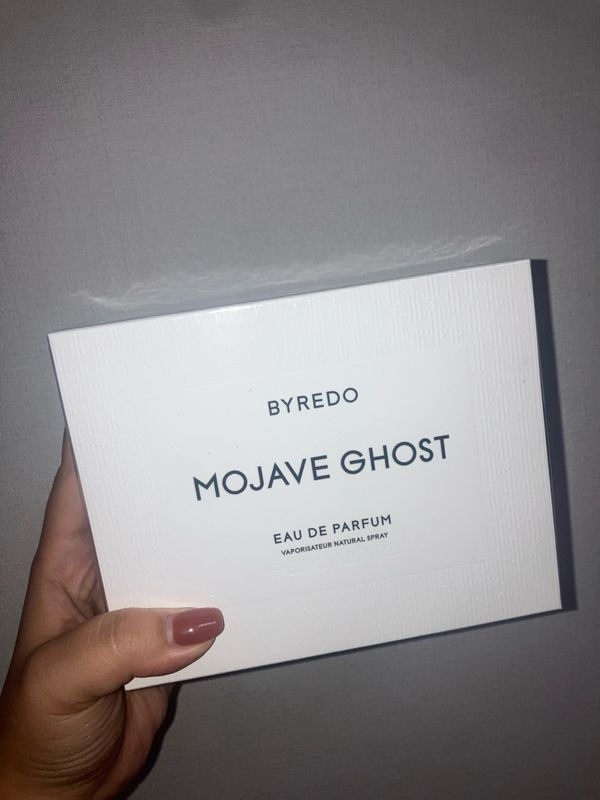 BYREDO
MOJAVE GHOST
EAU DE PARFUM
VAPORISATEUR NATURAL SPRAY